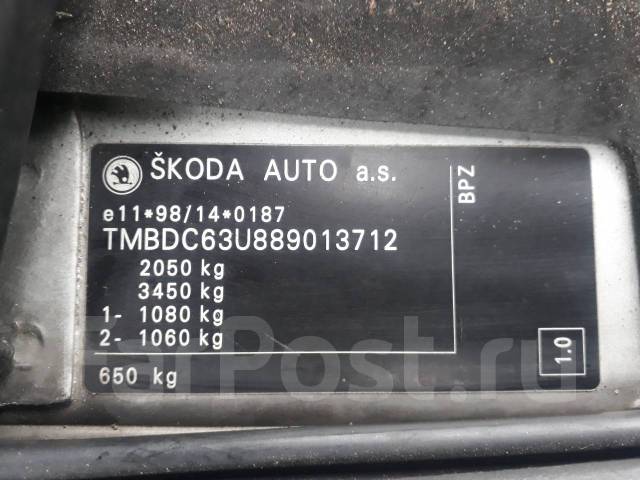 ŠKODA AUTO a.s.
BPZ
e11*98/14*0187
TMBDC63U889013712
2050 kg
3450 kg
1- 1080 kg
2- 1060 kg
1.0
650 kg
FarPost.ru